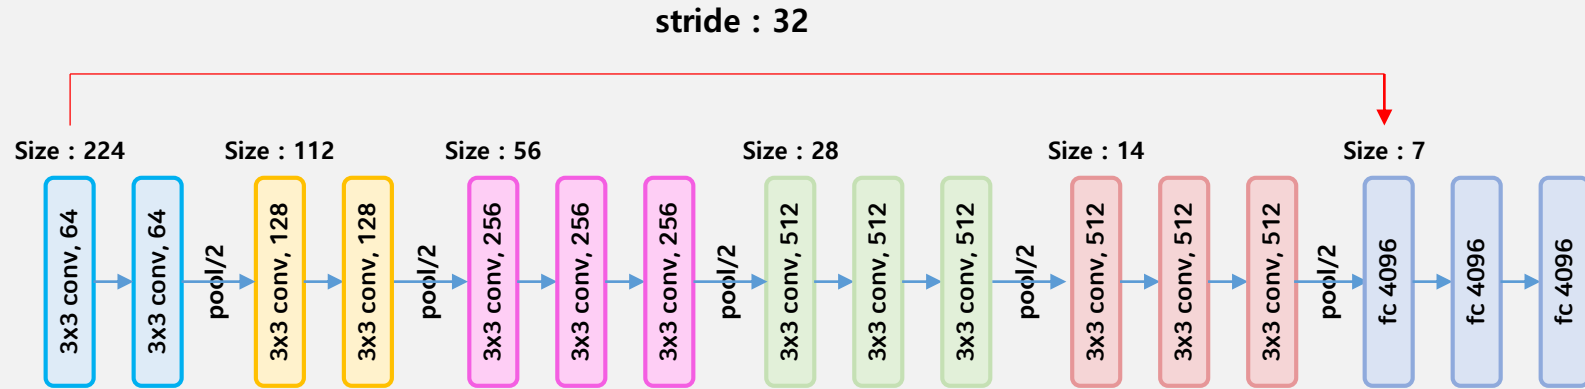 stride : 32
Size : 224
Size : 112
Size : 56
Size : 28
Size : 14
Size : 7
3x3 conv, 64
3x3 conv, 64
pool/2
3x3 conv, 128
3x3 conv, 128
pool/2
3x3 conv, 256
3x3 conv, 256
3x3 conv, 256
pool/2
3x3 conv, 512
3x3 conv, 512
3x3 conv, 512
pool/2
3x3 conv, 512
3x3 conv, 512
3x3 conv, 512
pool/2
fc 4096
fc 4096
fc 4096